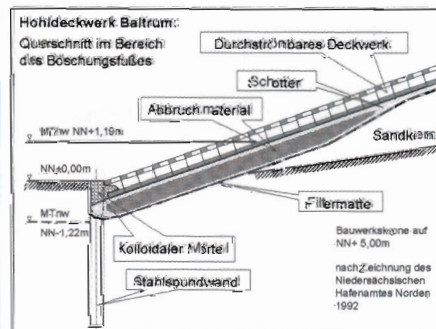 Hohldeckwerk Baltrum:
Querschnitt im Bereich
des Böschungsfußes
Durchströmbares Deckwerk
Schotter
Abbruchmaterial
MThw NN+1,19m
Sandkern
NN±0,00m
Filtermatte
MTnw
NN-1,22m
Kolloidaler Mörtel
Bauwerkskrone auf
NN+ 5,00m
Stahlspundwand
nach Zeichnung des
Niedersächsischen
Hafenamtes Norden
1992